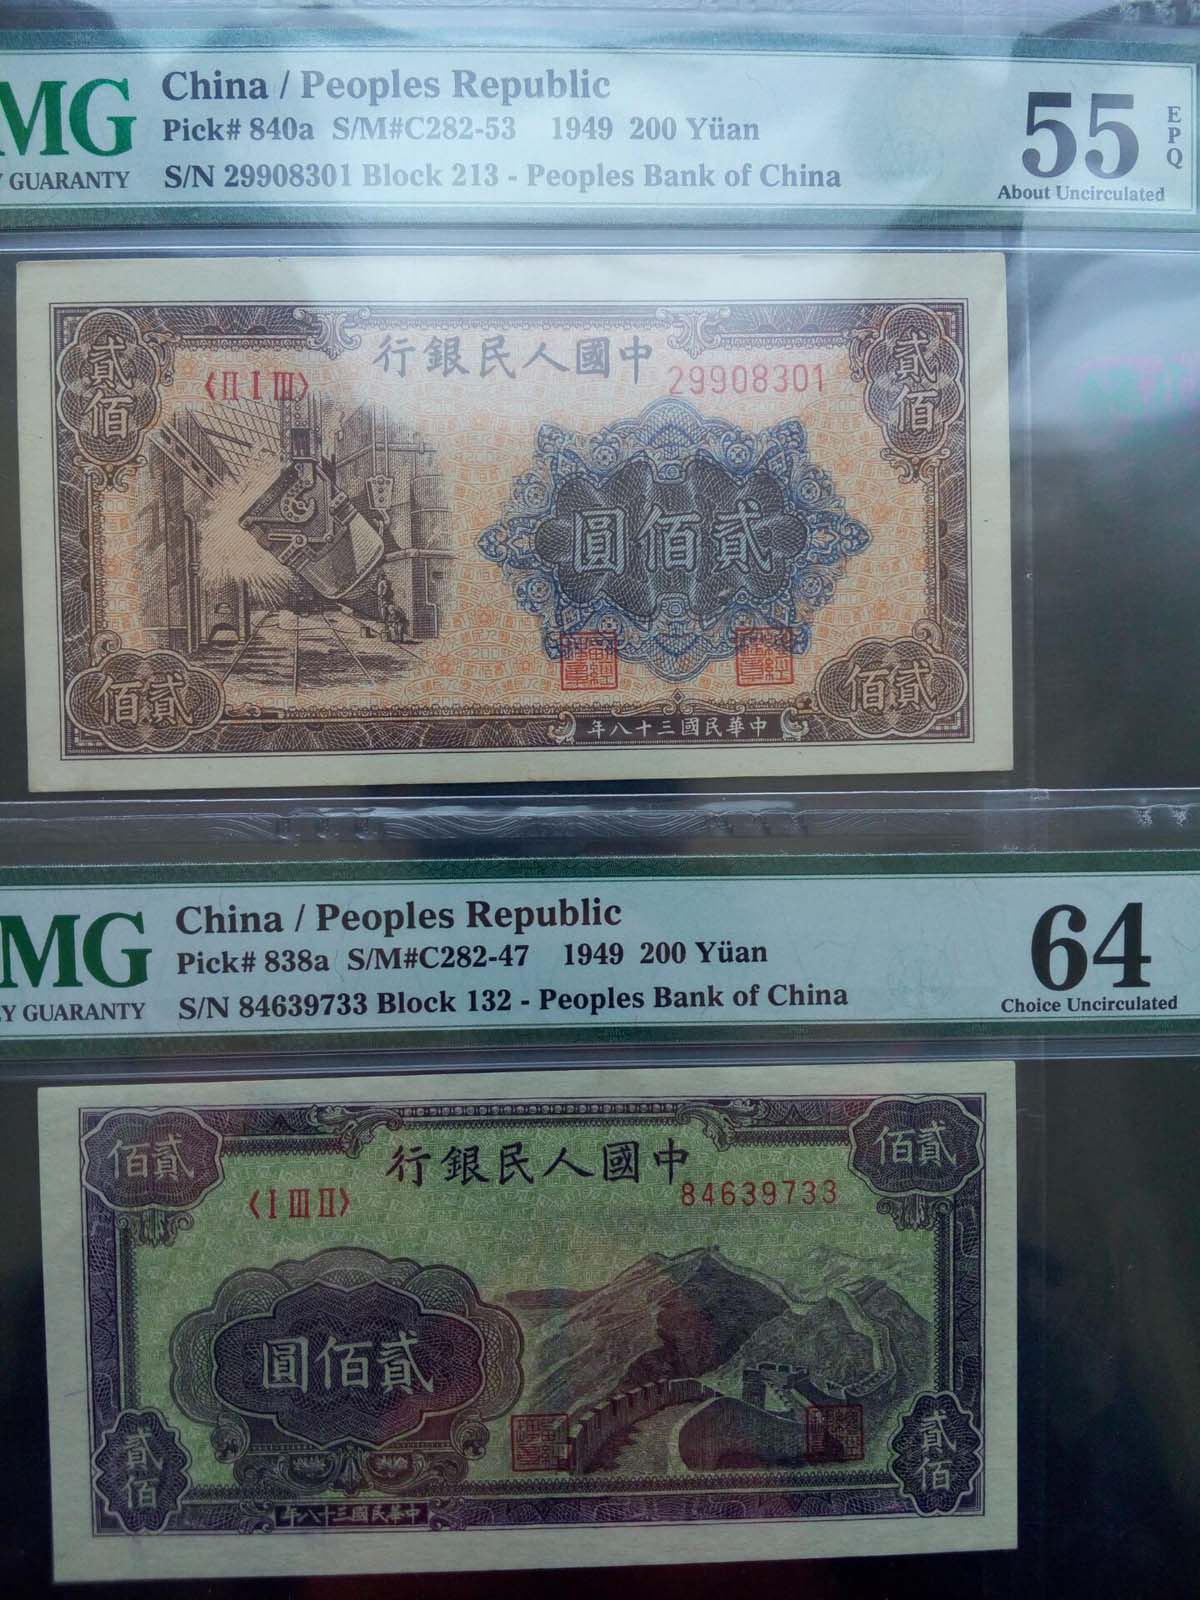 MG
China / Peoples Republic
Pick# 840a S/M#C282-53 1949 200 Yüan
Y GUARANTY
S/N 29908301 Block 213 - Peoples Bank of China
55
EPQ
About Uncirculated
行銀民人國中
貳佰
〈II I III〉
29908301
貳佰
圓佰貳
佰貳
佰貳
年八十三國民華中
MG
China / Peoples Republic
Pick# 838a S/M#C282-47 1949 200 Yüan
Y GUARANTY
S/N 84639733 Block 132 - Peoples Bank of China
64
Choice Uncirculated
佰貳
行銀民人國中
佰貳
〈I III II〉
84639733
圓佰貳
貳佰
貳佰
年八十三國民華中